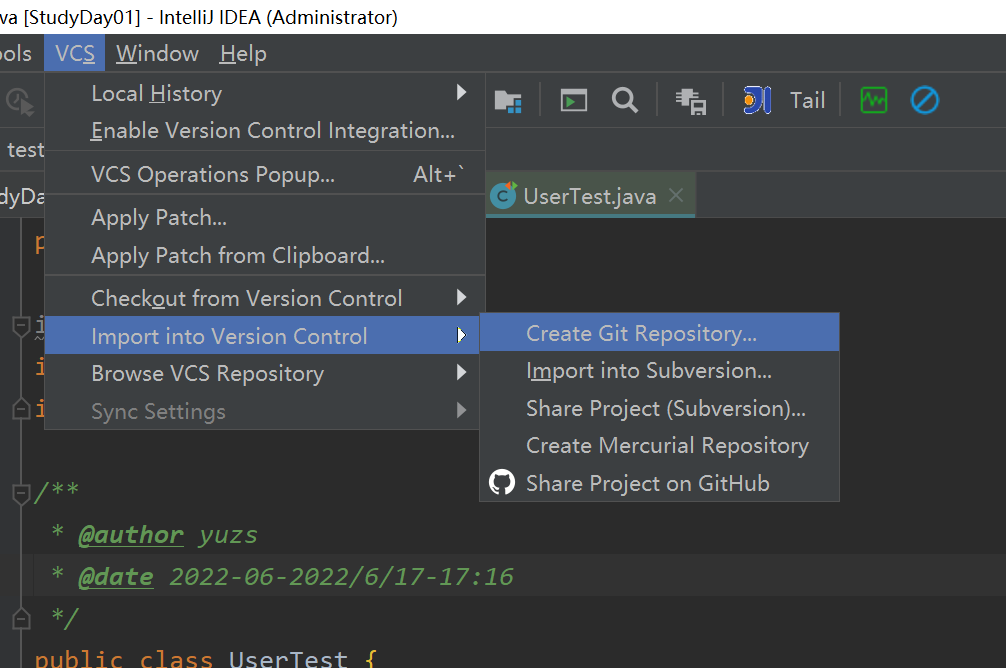 va [StudyDay01] - IntelliJ IDEA (Administrator)
ols VCS Window Help
Local History
Enable Version Control Integration...
VCS Operations Popup... Alt+`
Apply Patch...
Apply Patch from Clipboard...
Checkout from Version Control
Import into Version Control
Browse VCS Repository
Sync Settings
Create Git Repository...
Import into Subversion...
Share Project (Subversion)...
Create Mercurial Repository
Share Project on GitHub
Tail
test
dyDa
UserTest.java
p
i
i
i
/**
* @author yuzs
* @date 2022-06-2022/6/17-17:16
*/
public class UserTest {